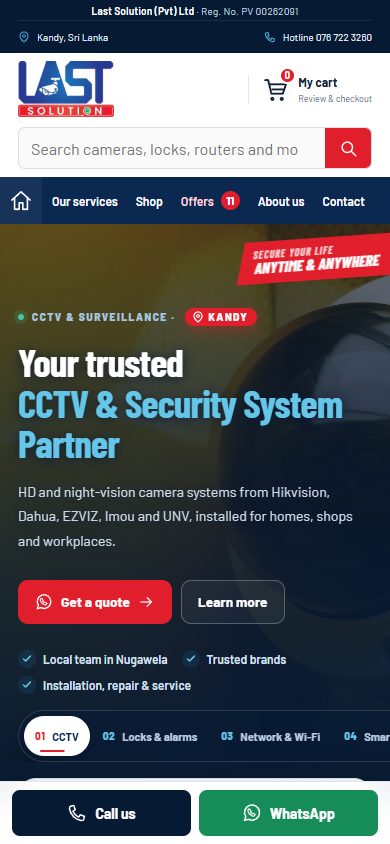 Last Solution (Pvt) Ltd · Reg. No. PV 00262091
Kandy, Sri Lanka
Hotline 076 722 3260
LAST
SOLUTION
0
My cart
Review & checkout
Search cameras, locks, routers and mo
Our services
Shop
Offers 11
About us
Contact
SECURE YOUR LIFE
ANYTIME & ANYWHERE
CCTV & SURVEILLANCE ·
KANDY
Your trusted
CCTV & Security System
Partner
HD and night-vision camera systems from Hikvision,
Dahua, EZVIZ, Imou and UNV, installed for homes, shops
and workplaces.
Get a quote
Learn more
Local team in Nugawela
Trusted brands
Installation, repair & service
01 CCTV
02 Locks & alarms
03 Network & Wi-Fi
04 Smar
Call us
WhatsApp